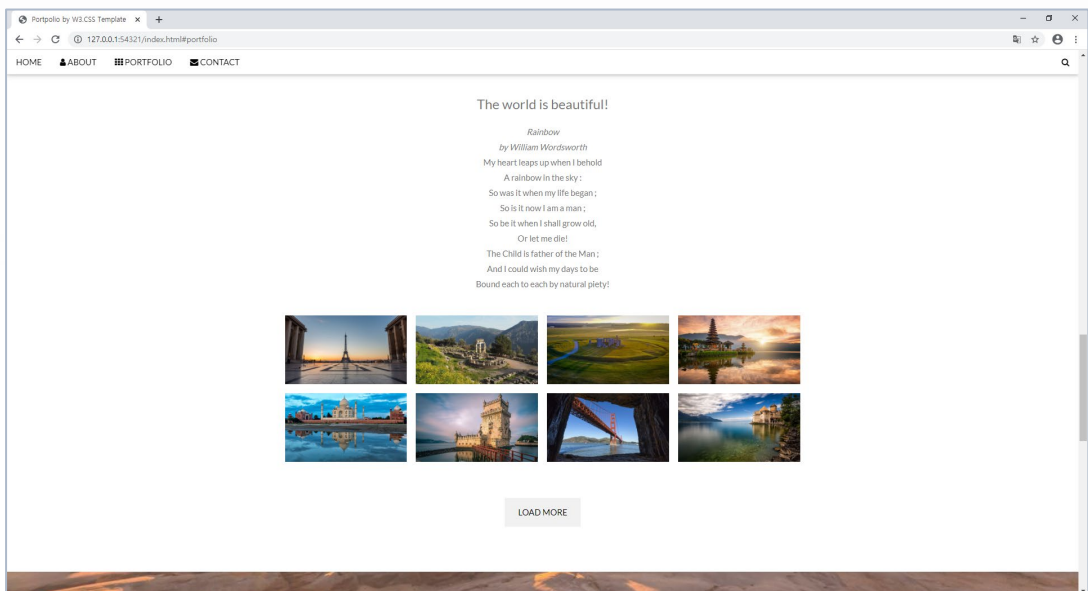 Portpolio by W3.CSS Template
127.0.0.1:54321/index.html#portfolio
HOME ABOUT PORTFOLIO CONTACT
The world is beautiful!
Rainbow
by William Wordsworth
My heart leaps up when I behold
A rainbow in the sky :
So was it when my life began ;
So is it now I am a man ;
So be it when I shall grow old,
Or let me die!
The Child is father of the Man ;
And I could wish my days to be
Bound each to each by natural piety!
LOAD MORE